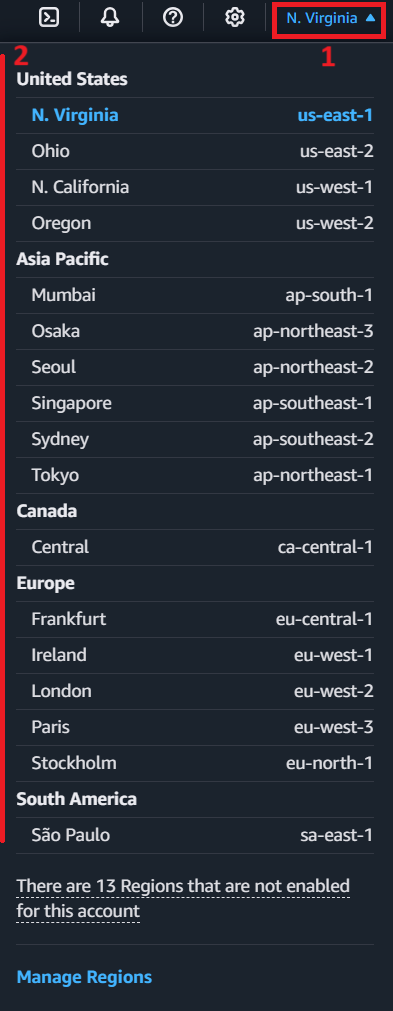 N. Virginia ▲
2
1
United States
N. Virginia us-east-1
Ohio us-east-2
N. California us-west-1
Oregon us-west-2
Asia Pacific
Mumbai ap-south-1
Osaka ap-northeast-3
Seoul ap-northeast-2
Singapore ap-southeast-1
Sydney ap-southeast-2
Tokyo ap-northeast-1
Canada
Central ca-central-1
Europe
Frankfurt eu-central-1
Ireland eu-west-1
London eu-west-2
Paris eu-west-3
Stockholm eu-north-1
South America
São Paulo sa-east-1
There are 13 Regions that are not enabled
for this account
Manage Regions